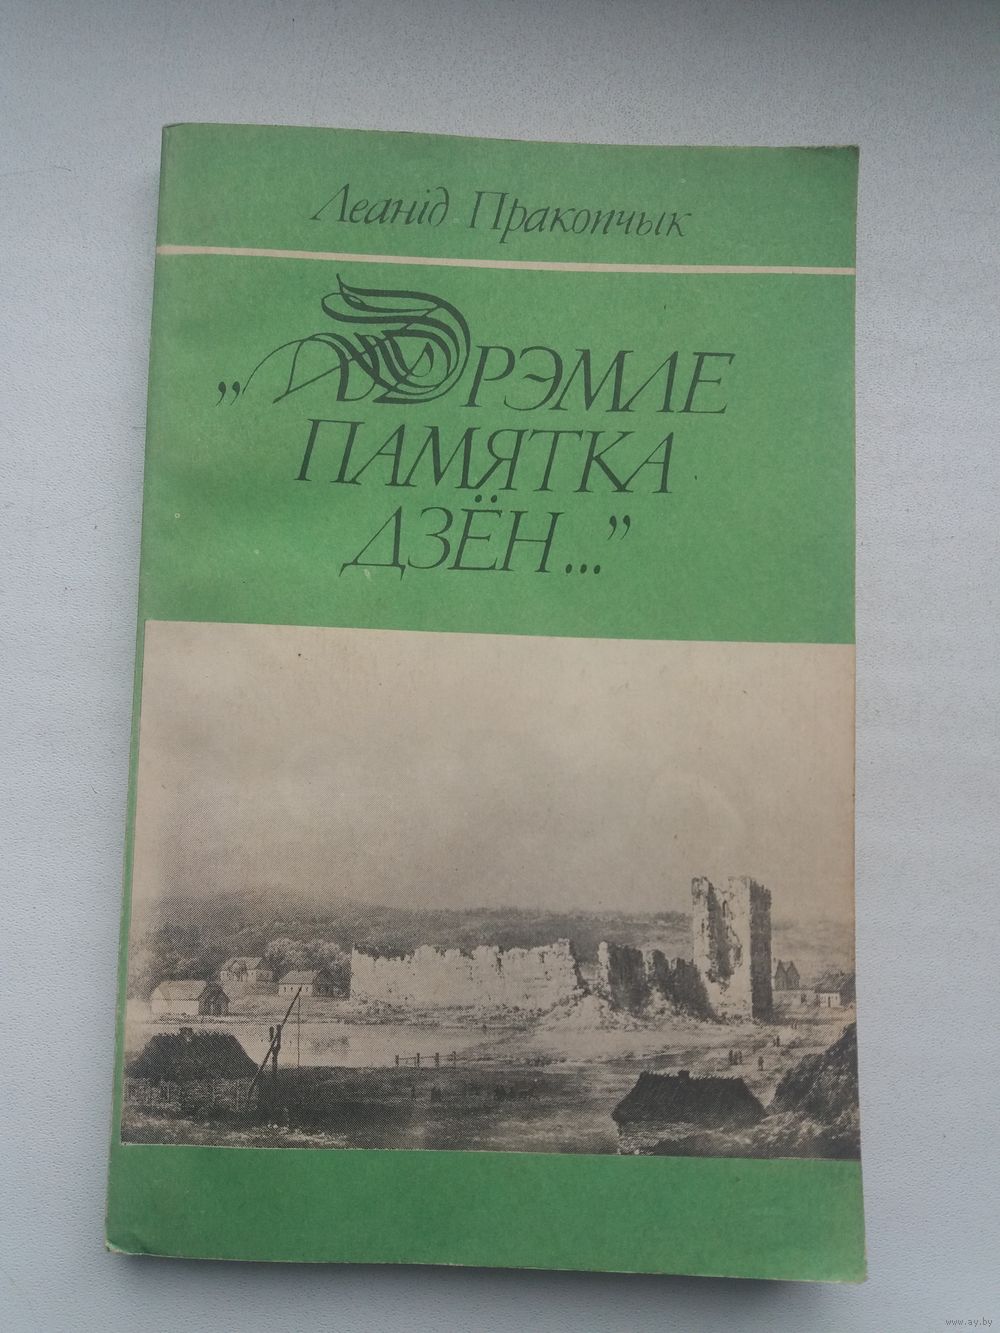 Леанід Пракопчык
„Дрэмле
памятка
дзён...”
www.ay.by